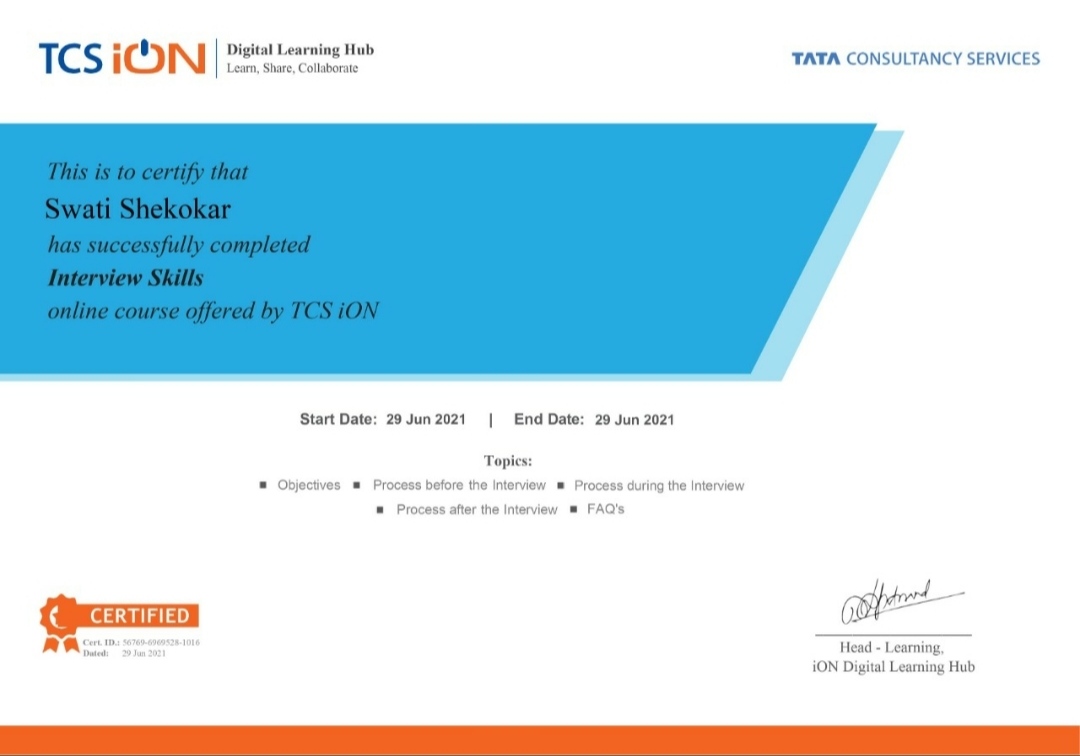 TCS iON
Digital Learning Hub
Learn, Share, Collaborate
TATA CONSULTANCY SERVICES
This is to certify that
Swati Shekokar
has successfully completed
Interview Skills
online course offered by TCS iON
Start Date: 29 Jun 2021 | End Date: 29 Jun 2021
Topics:
■ Objectives ■ Process before the Interview ■ Process during the Interview
■ Process after the Interview ■ FAQ's
CERTIFIED
Cert. ID.: 56769-6969528-1016
Dated: 29 Jun 2021
Head - Learning,
iON Digital Learning Hub